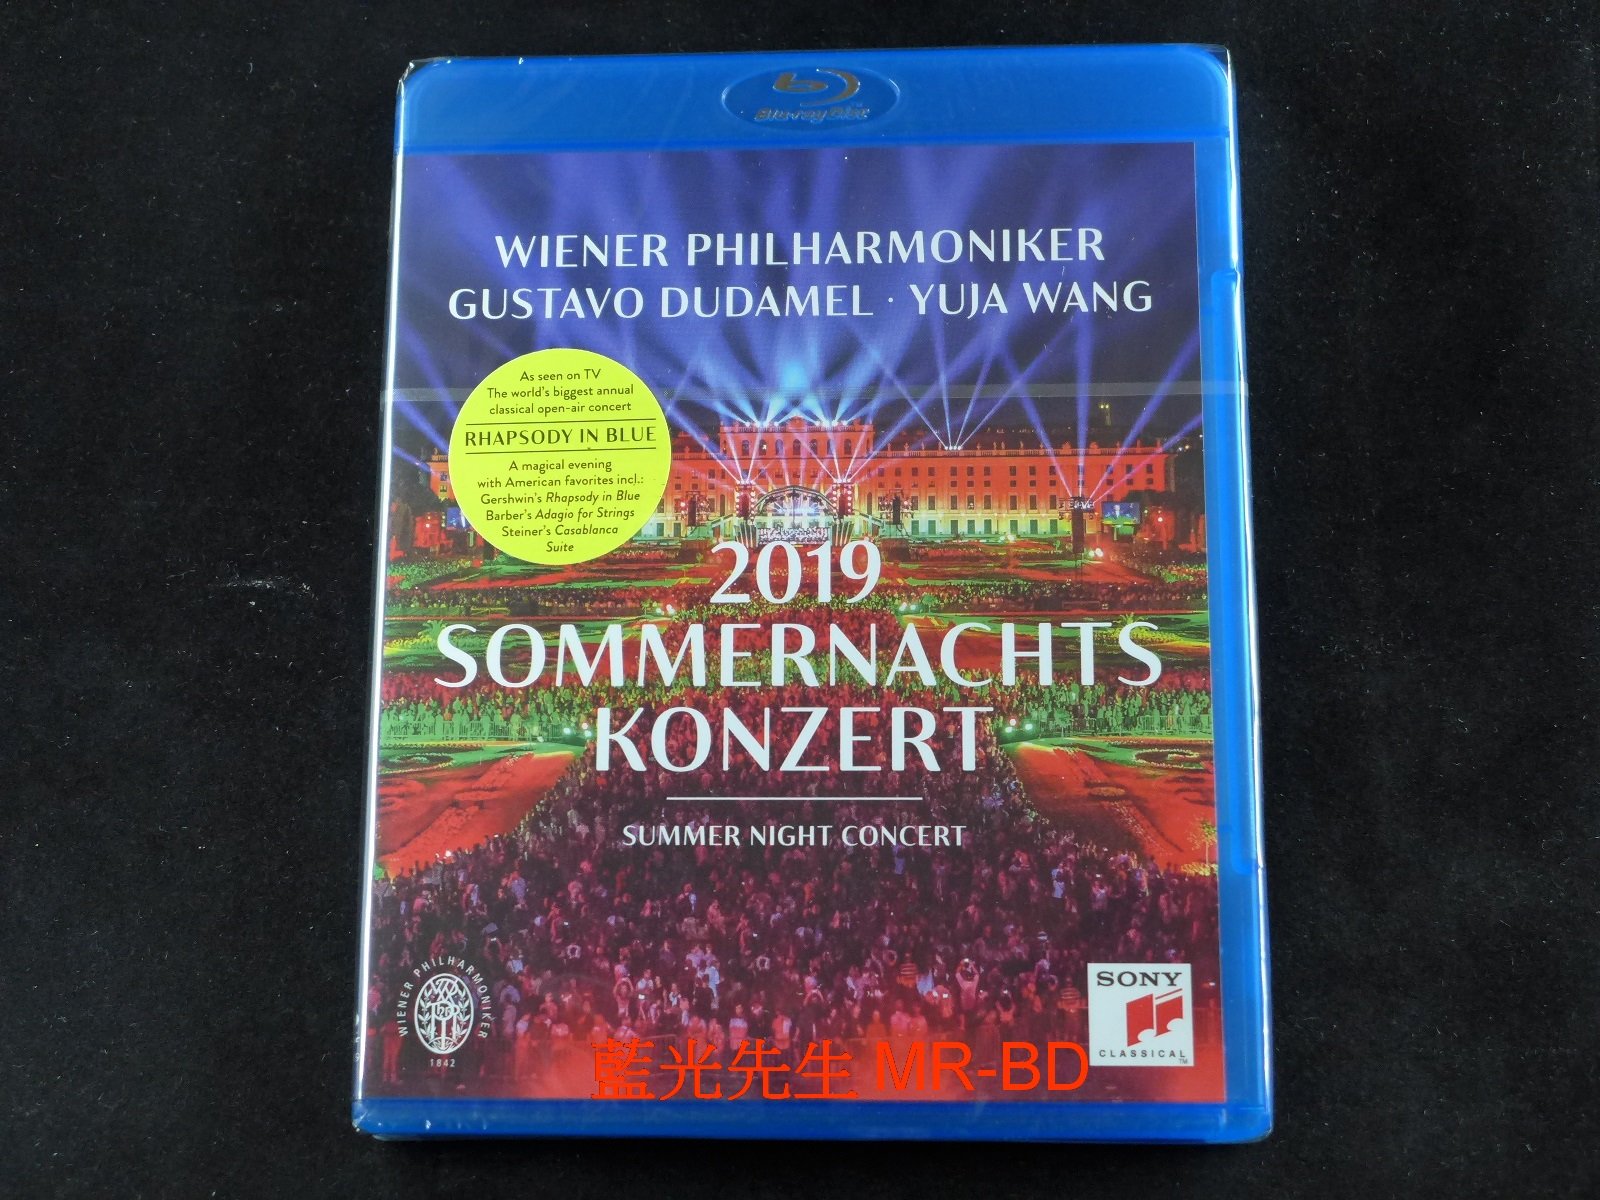 Blu-ray Disc
WIENER PHILHARMONIKER
GUSTAVO DUDAMEL · YUJA WANG
As seen on TV
The world's biggest annual
classical open-air concert
RHAPSODY IN BLUE
A magical evening
with American favorites incl.:
Gershwin's Rhapsody in Blue
Barber's Adagio for Strings
Steiner's Casablanca
Suite
2019
SOMMERNACHTS
KONZERT
SUMMER NIGHT CONCERT
WIENER PHILHARMONIKER
1842
SONY
CLASSICAL
TM
藍光先生 MR-BD